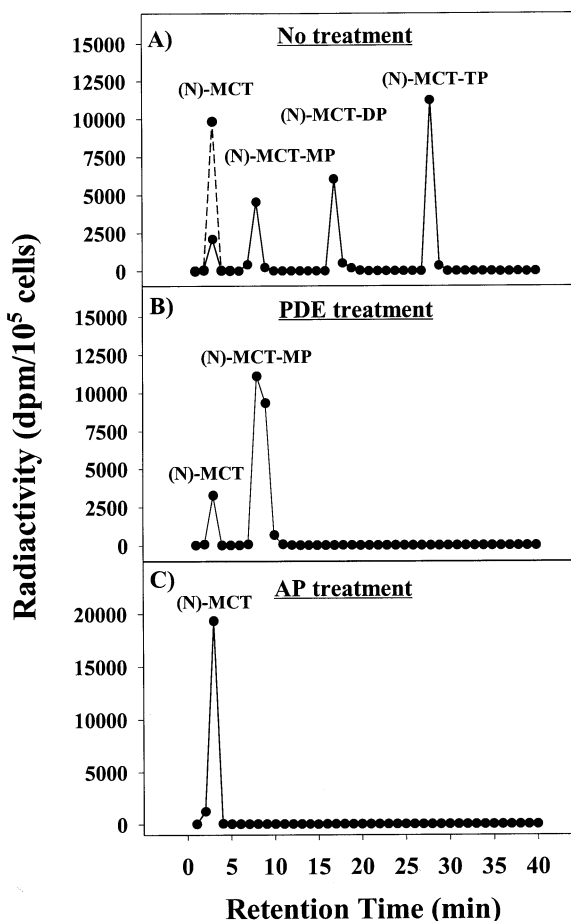 A)
No treatment
15000
12500
10000
7500
5000
2500
0
(N)-MCT
(N)-MCT-MP
(N)-MCT-DP
(N)-MCT-TP
B)
PDE treatment
15000
12500
10000
7500
5000
2500
0
(N)-MCT-MP
(N)-MCT
C)
AP treatment
(N)-MCT
20000
15000
10000
5000
0
0 5 10 15 20 25 30 35 40
Retention Time (min)
Radiactivity (dpm/10⁵ cells)